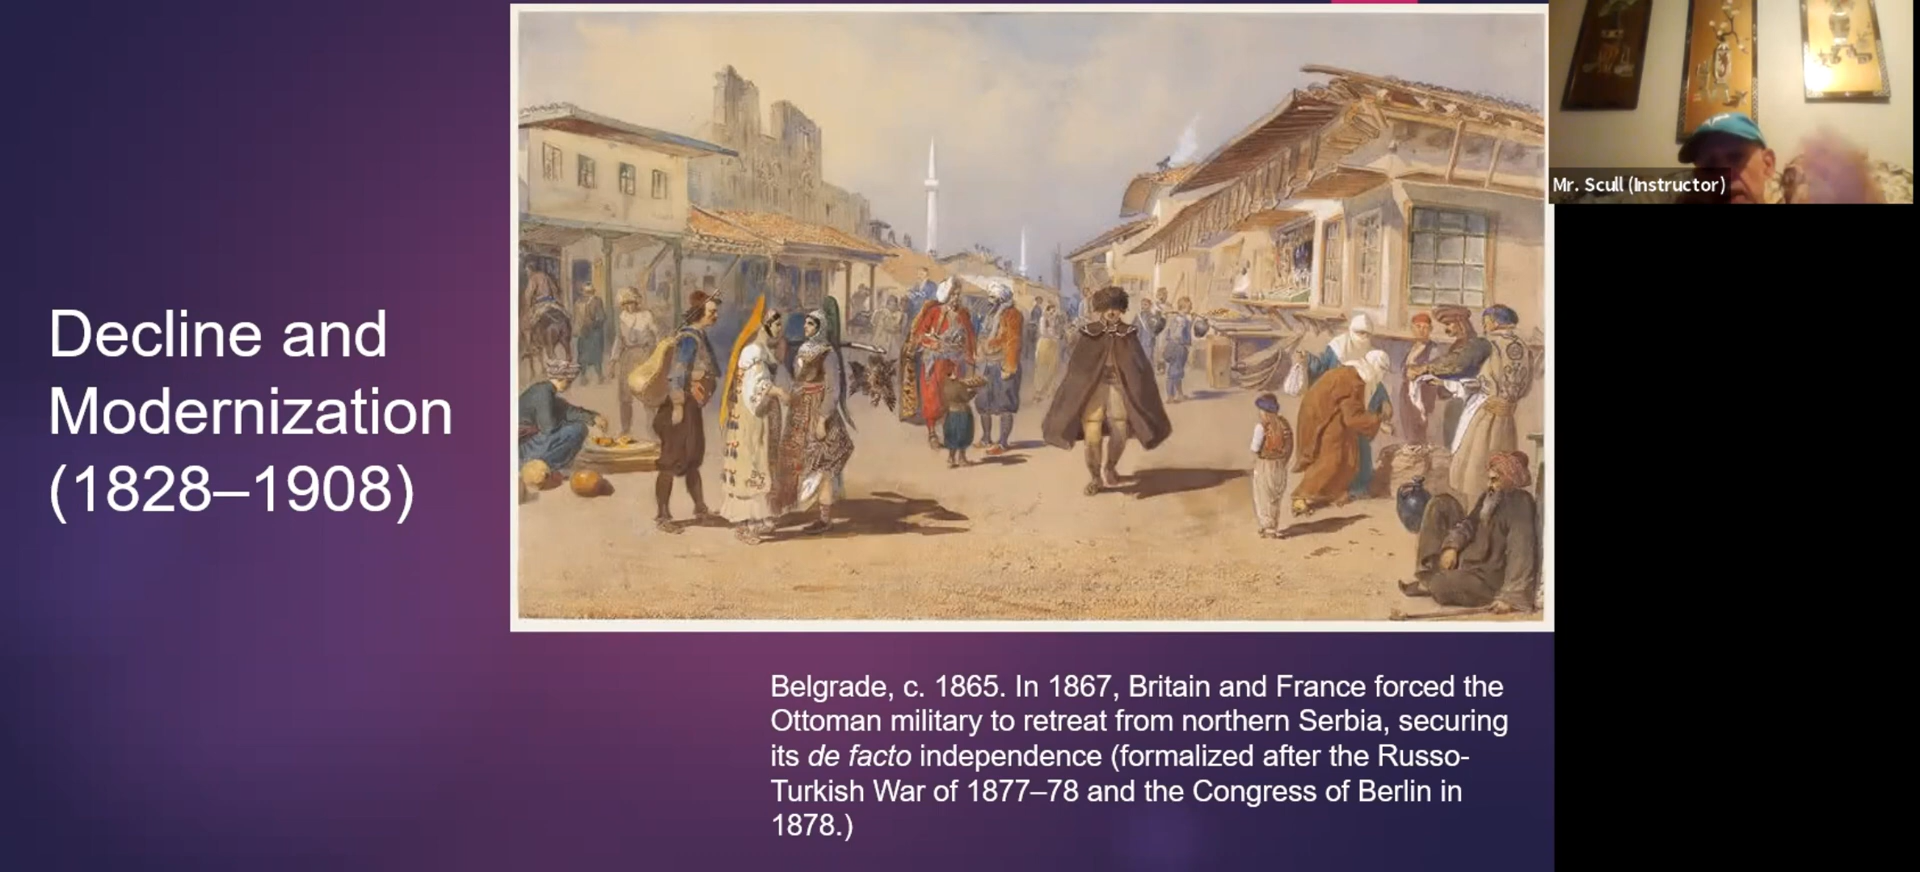 Decline and
Modernization
(1828–1908)
Belgrade, c. 1865. In 1867, Britain and France forced the
Ottoman military to retreat from northern Serbia, securing
its de facto independence (formalized after the Russo-
Turkish War of 1877–78 and the Congress of Berlin in
1878.)
Mr. Scull (Instructor)